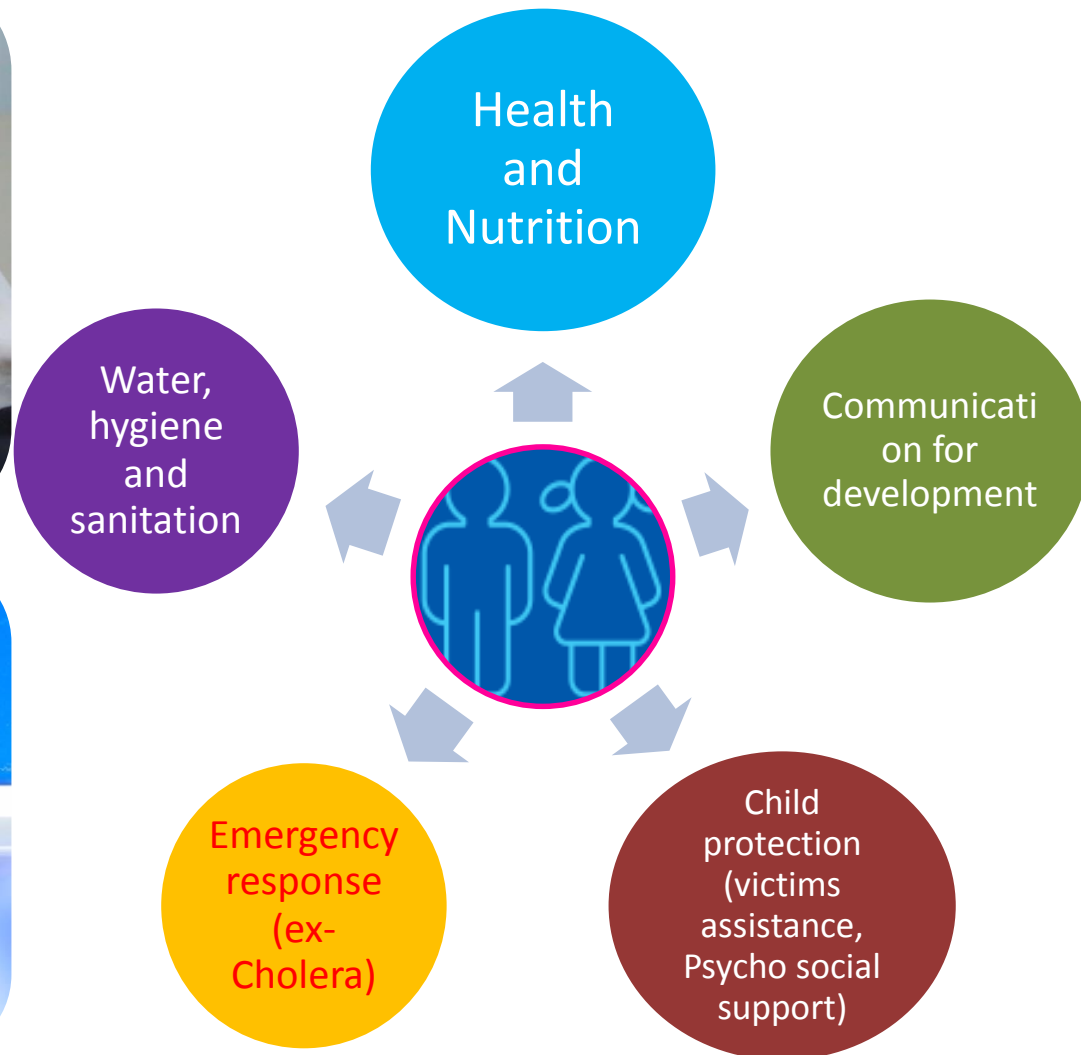 Health
and
Nutrition
Water,
hygiene
and
sanitation
Communicati
on for
development
Emergency
response
(ex-
Cholera)
Child
protection
(victims
assistance,
Psycho social
support)